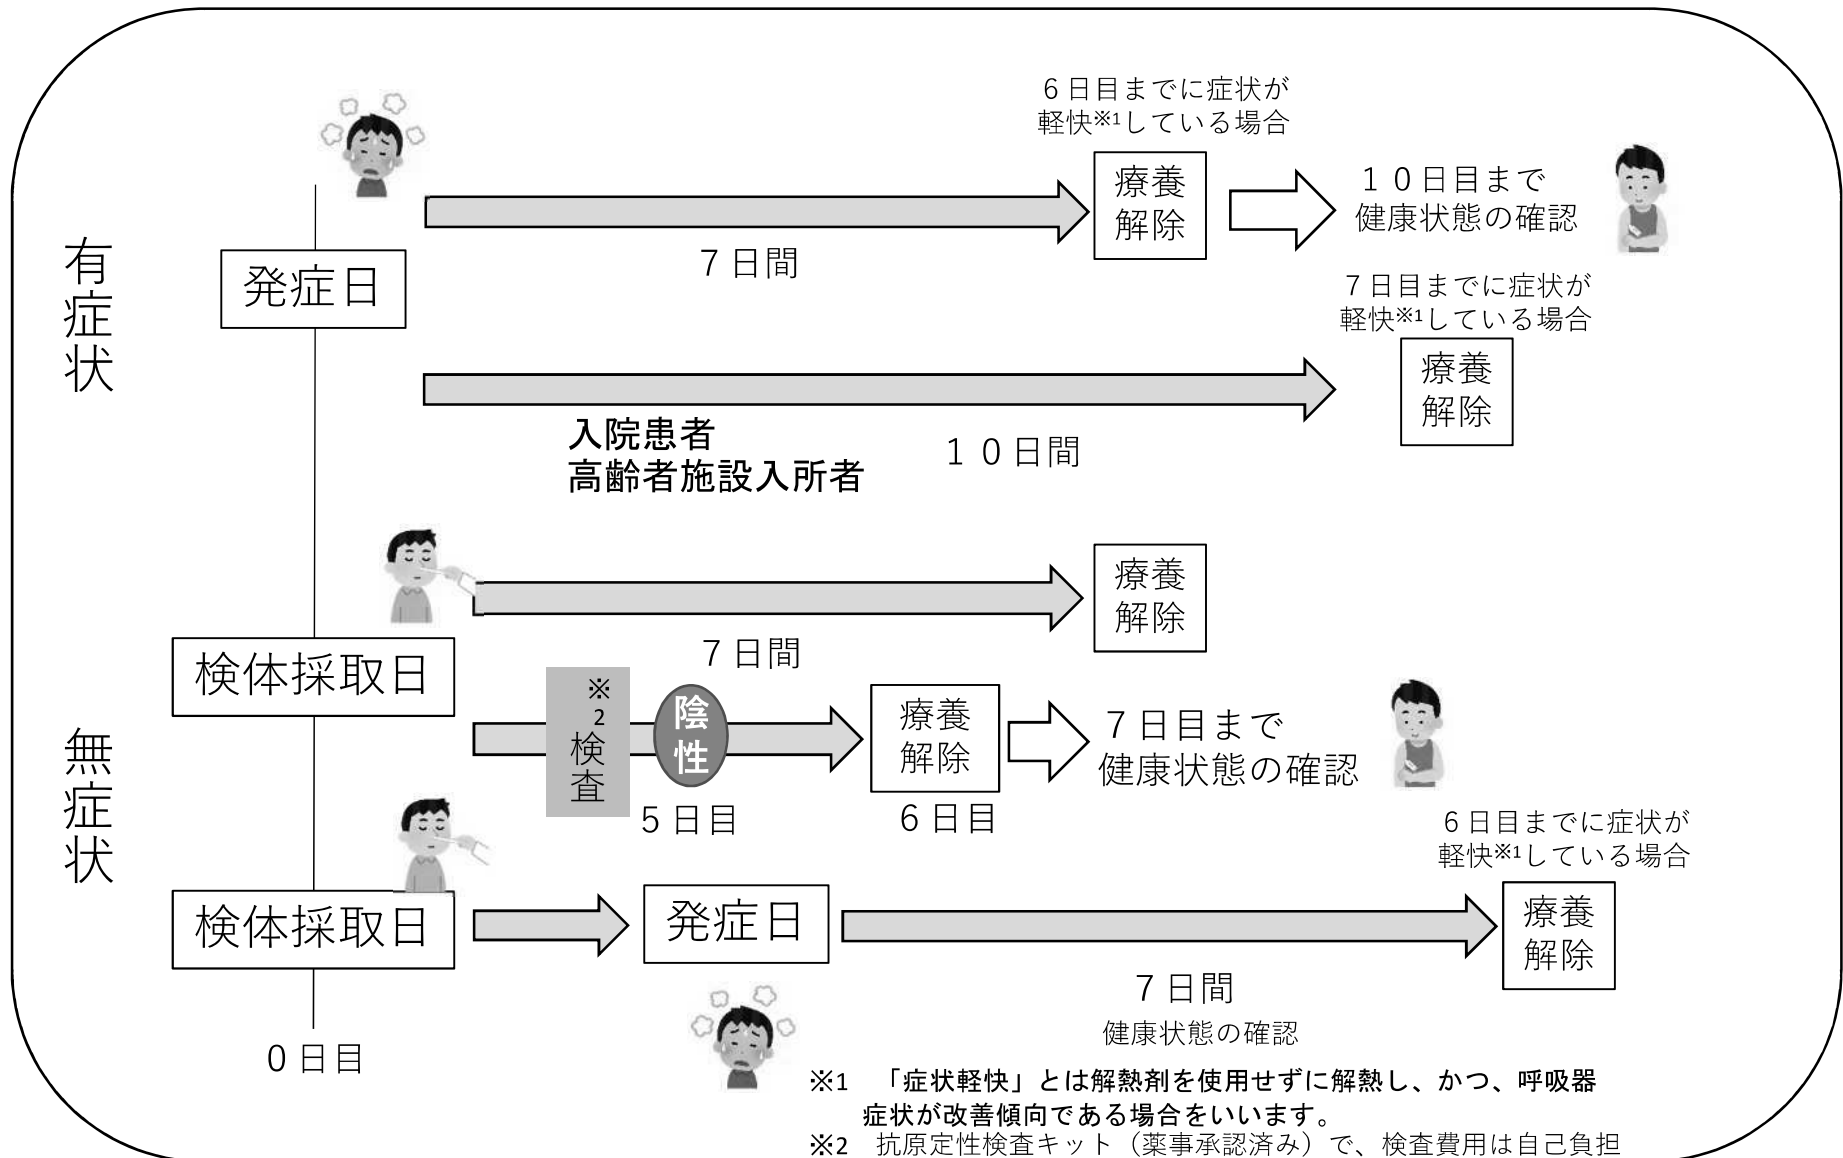 有症状
発症日
7日間
6日目までに症状が
軽快※1している場合
療養
解除
10日目まで
健康状態の確認
入院患者
高齢者施設入所者
10日間
7日目までに症状が
軽快※1している場合
療養
解除
無症状
検体採取日
7日間
療養
解除
※2検査
陰性
5日目
療養
解除
6日目
7日目まで
健康状態の確認
検体採取日
発症日
7日間
健康状態の確認
6日目までに症状が
軽快※1している場合
療養
解除
0日目
※1 「症状軽快」とは解熱剤を使用せずに解熱し、かつ、呼吸器
症状が改善傾向である場合をいいます。
※2 抗原定性検査キット（薬事承認済み）で、検査費用は自己負担